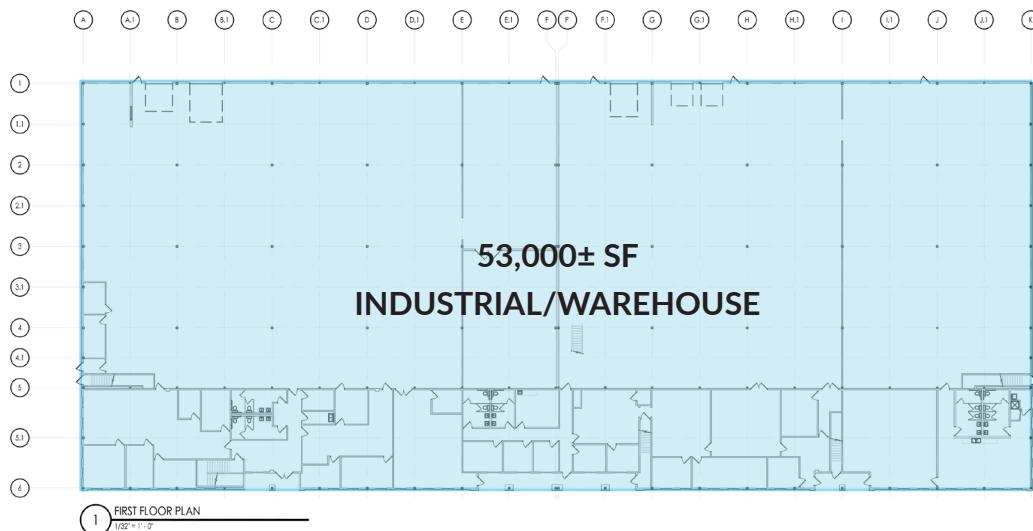 A A.1 B B.1 C C.1 D D.1 E E.1 F F' F.1 G G.1 H H.1 I I.1 J J.1 K
1
1.1
2
2.1
3
53,000± SF
3.1
INDUSTRIAL/WAREHOUSE
4
4.1
5
5.1
6
1 FIRST FLOOR PLAN
1/32" = 1' - 0"